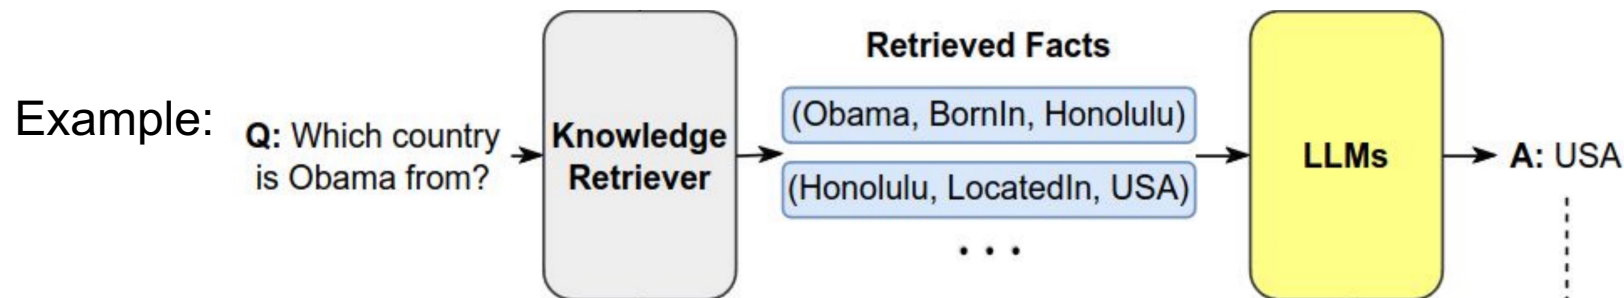 Example:
Q: Which country
is Obama from?
Knowledge
Retriever
Retrieved Facts
(Obama, BornIn, Honolulu)
(Honolulu, LocatedIn, USA)
. . .
LLMs
A: USA